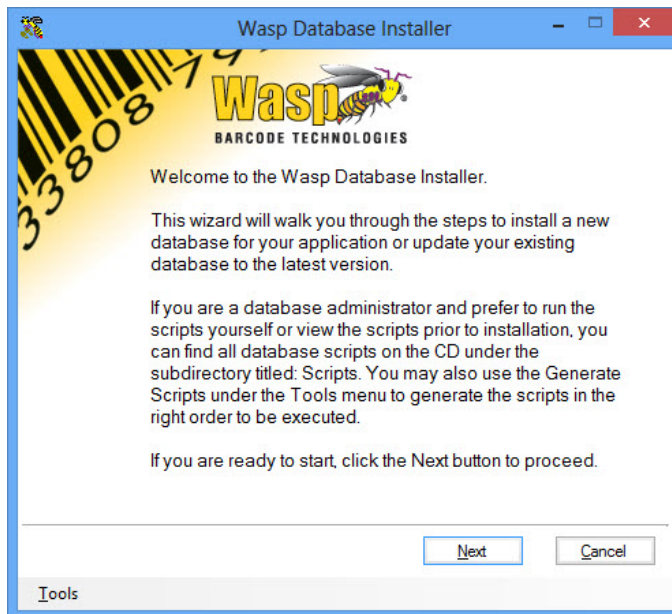 Wasp Database Installer
33808 79
Wasp
BARCODE TECHNOLOGIES
Welcome to the Wasp Database Installer.
This wizard will walk you through the steps to install a new
database for your application or update your existing
database to the latest version.
If you are a database administrator and prefer to run the
scripts yourself or view the scripts prior to installation, you
can find all database scripts on the CD under the
subdirectory titled: Scripts. You may also use the Generate
Scripts under the Tools menu to generate the scripts in the
right order to be executed.
If you are ready to start, click the Next button to proceed.
Next Cancel
Tools